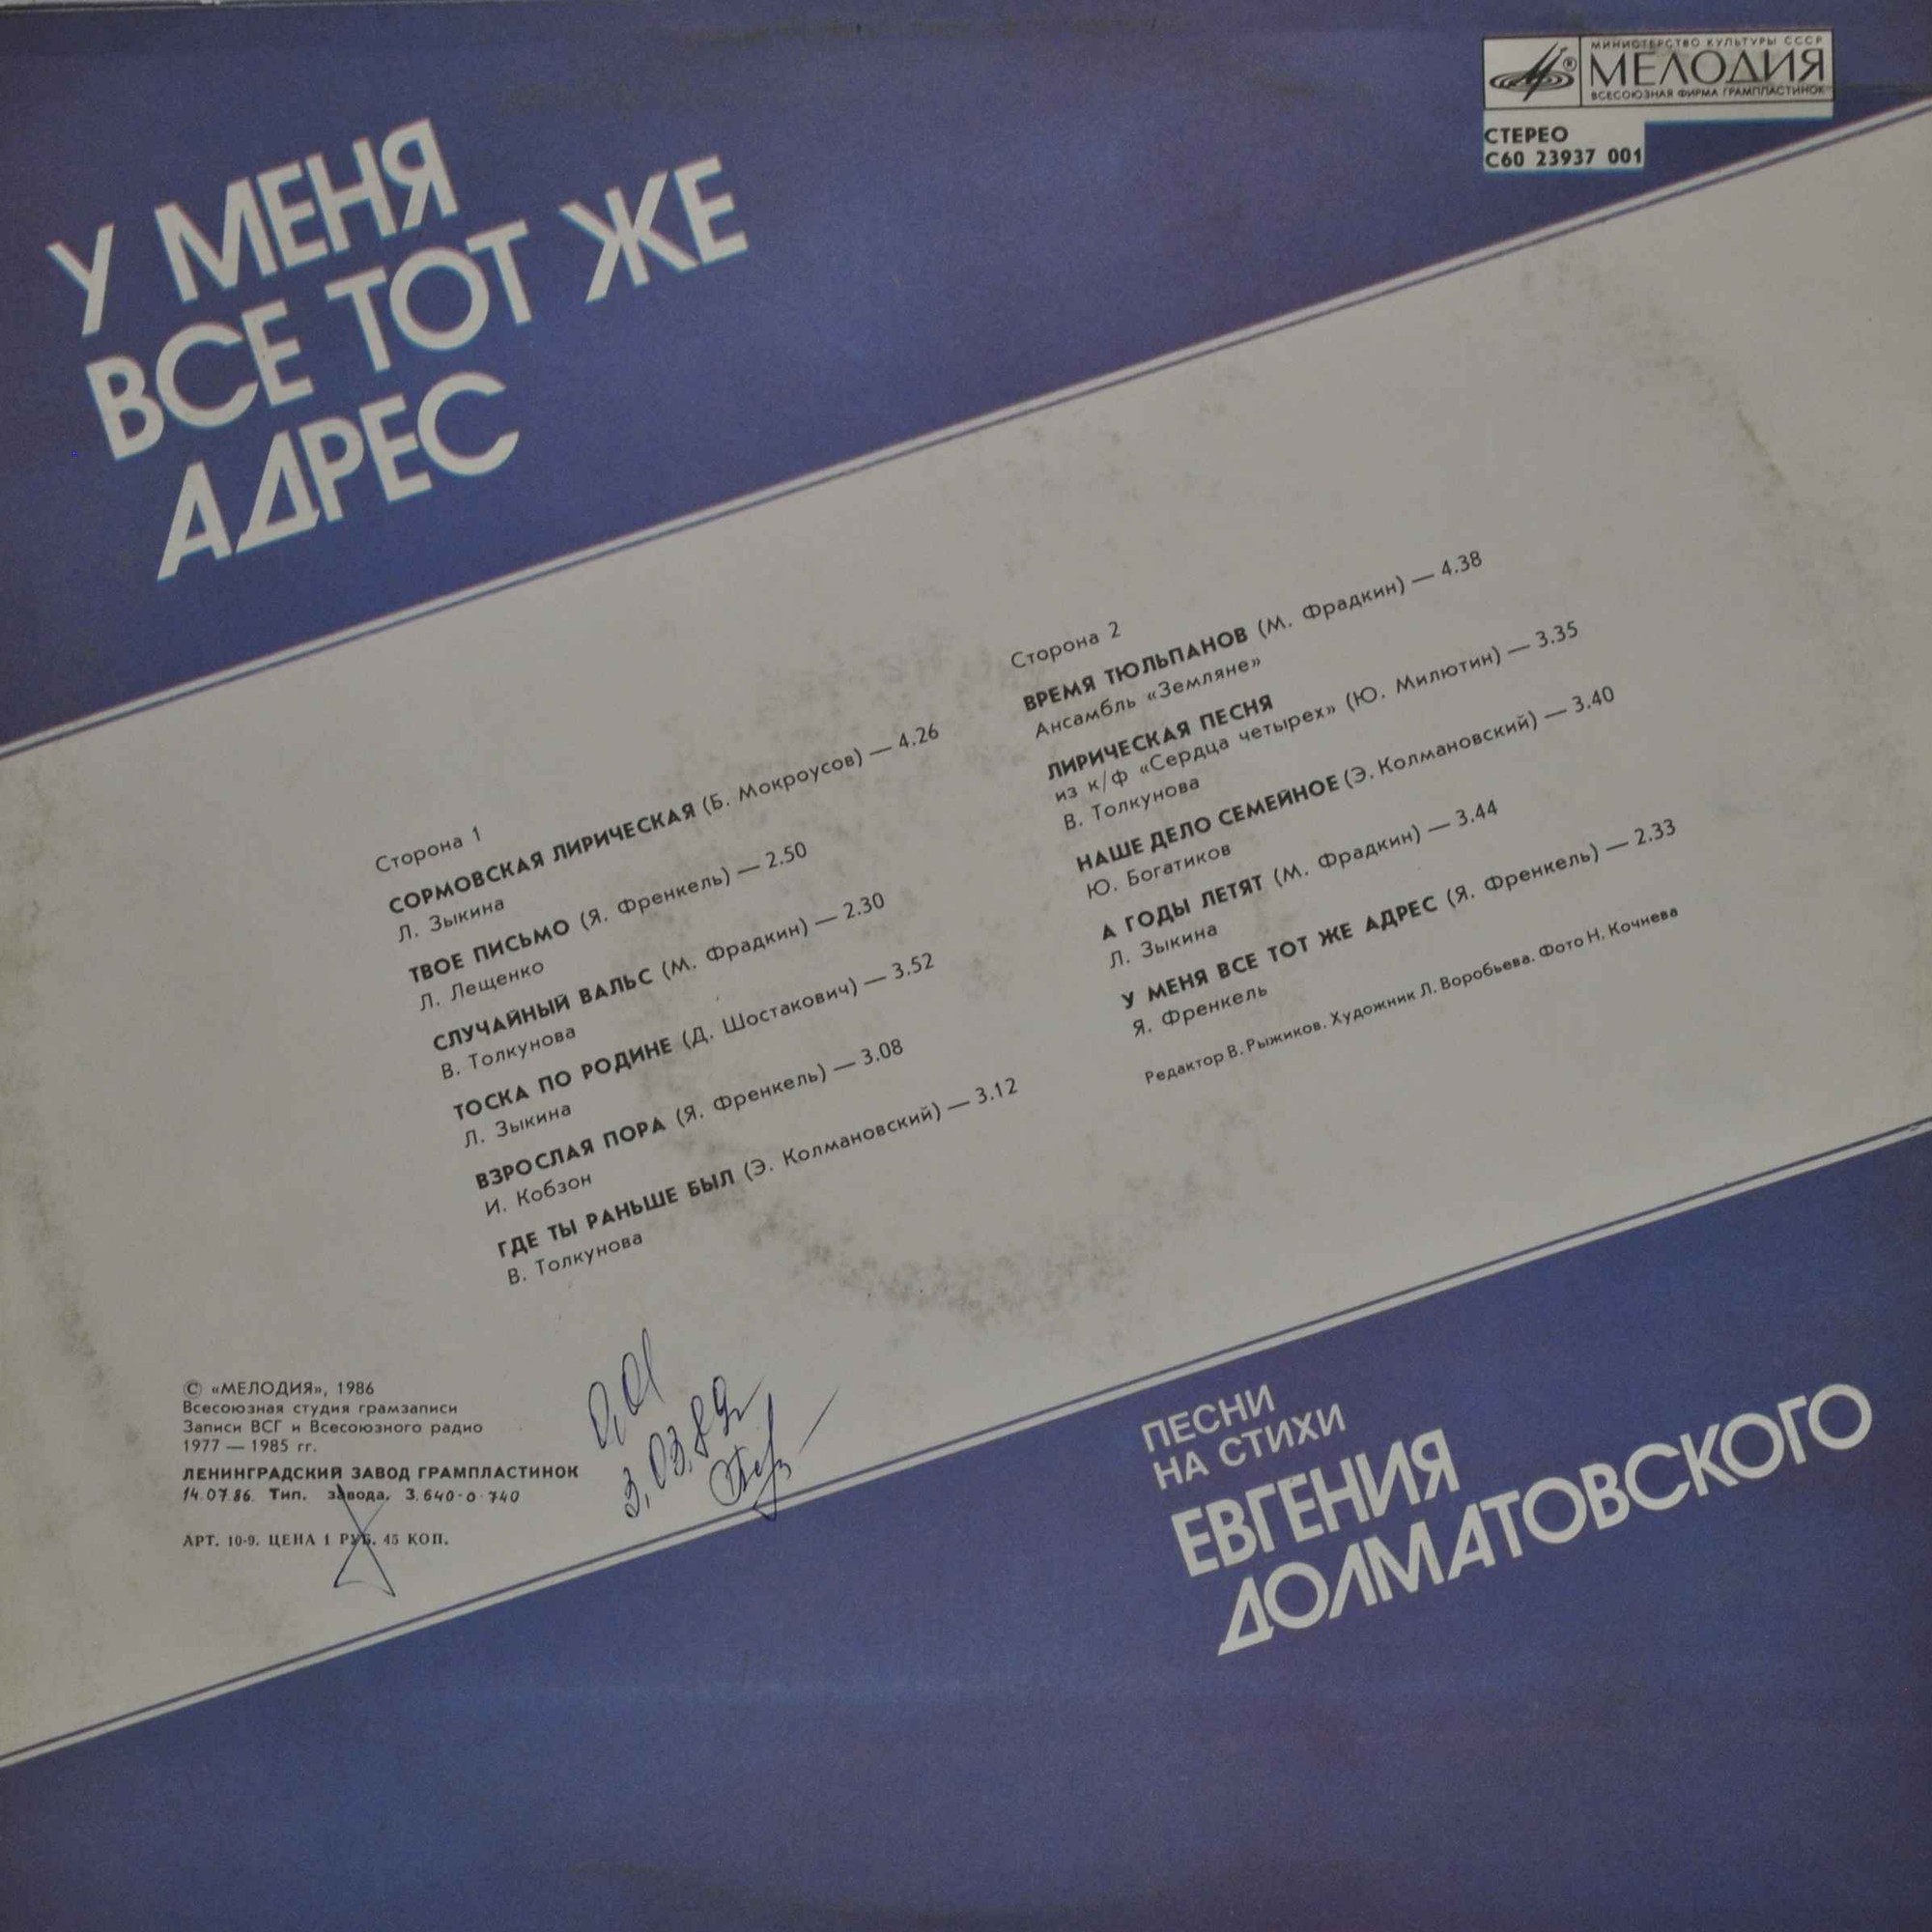 МИНИСТЕРСТВО КУЛЬТУРЫ СССР
МЕЛОДИЯ
ВСЕСОЮЗНАЯ ФИРМА ГРАМПЛАСТИНОК
СТЕРЕО
С60 23937 001
У МЕНЯ
ВСЕ ТОТ ЖЕ
АДРЕС
Сторона 1
СОРМОВСКАЯ ЛИРИЧЕСКАЯ (Б. Мокроусов) — 4.26
Л. Зыкина
ТВОЕ ПИСЬМО (Я. Френкель) — 2.50
Л. Лещенко
СЛУЧАЙНЫЙ ВАЛЬС (М. Фрадкин) — 2.30
В. Толкунова
ТОСКА ПО РОДИНЕ (Д. Шостакович) — 3.52
Л. Зыкина
ВЗРОСЛАЯ ПОРА (Я. Френкель) — 3.08
И. Кобзон
ГДЕ ТЫ РАНЬШЕ БЫЛ (Э. Колмановский) — 3.12
В. Толкунова
Сторона 2
ВРЕМЯ ТЮЛЬПАНОВ (М. Фрадкин) — 4.38
Ансамбль «Земляне»
ЛИРИЧЕСКАЯ ПЕСНЯ
из к/ф «Сердца четырех» (Ю. Милютин) — 3.35
В. Толкунова
НАШЕ ДЕЛО СЕМЕЙНОЕ (Э. Колмановский) — 3.40
Ю. Богатиков
А ГОДЫ ЛЕТЯТ (М. Фрадкин) — 3.44
Л. Зыкина
У МЕНЯ ВСЕ ТОТ ЖЕ АДРЕС (Я. Френкель) — 2.33
Я. Френкель
Редактор В. Рыжиков. Художник Л. Воробьева. Фото Н. Кочнева
© «МЕЛОДИЯ», 1986
Всесоюзная студия грамзаписи
Записи ВСГ и Всесоюзного радио
1977 — 1985 гг.
ЛЕНИНГРАДСКИЙ ЗАВОД ГРАМПЛАСТИНОК
14.07.86. Тип. завода. З. 640-0-740
АРТ. 10-9. ЦЕНА 1 РУБ. 45 КОП.
3.03.89
ПЕСНИ
НА СТИХИ
ЕВГЕНИЯ
ДОЛМАТОВСКОГО